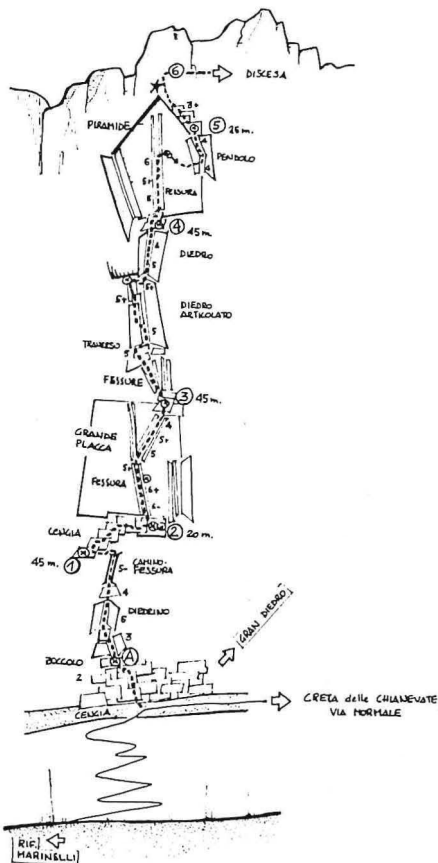 6
DISCESA
3+
PIRAMIDE
5
25 m.
4
PENDOLO
6
4
5+
FESSURA
4
45 m.
4
DIEDRO
5
5+
5+
DIEDRO
ARTICOLATO
5
TRAVERSO
5
FESSURE
3
45 m.
4
GRANDE
PLACCA
5+
5
5+
FESSURA
6+
6-
CENGIA
2
20 m.
45 m.
1
5-
CAMINO-
FESSURA
4
DIEDRINO
6
3
ZOCCOLO
A
2
GRAN DIEDRO
CRETA delle CHIANEVATE
VIA NORMALE
CENGIA
RIF.
MARINELLI